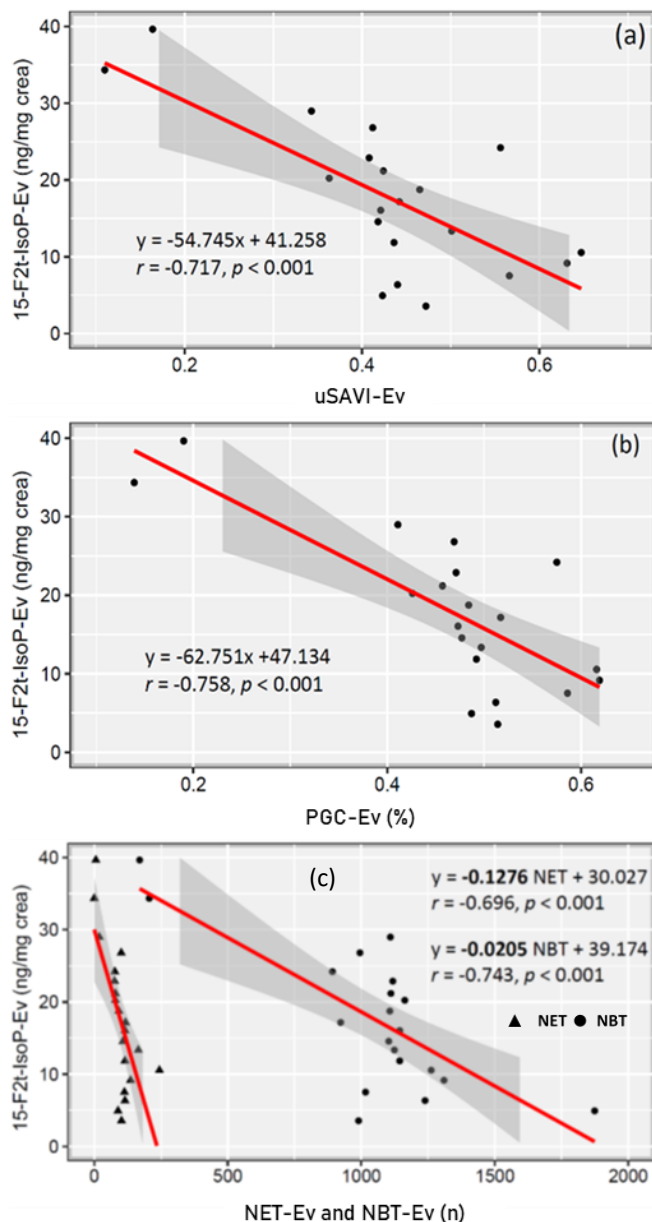 (a)
40
30
20
10
0
15-F2t-IsoP-Ev (ng/mg crea)
y = -54.745x + 41.258
r = -0.717, p < 0.001
0.2 0.4 0.6
uSAVI-Ev
(b)
40
30
20
10
0
15-F2t-IsoP-Ev (ng/mg crea)
y = -62.751x +47.134
r = -0.758, p < 0.001
0.2 0.4 0.6
PGC-Ev (%)
(c)
40
30
20
10
0
15-F2t-IsoP-Ev (ng/mg crea)
y = -0.1276 NET + 30.027
r = -0.696, p < 0.001
y = -0.0205 NBT + 39.174
r = -0.743, p < 0.001
▲ NET ● NBT
0 500 1000 1500 2000
NET-Ev and NBT-Ev (n)